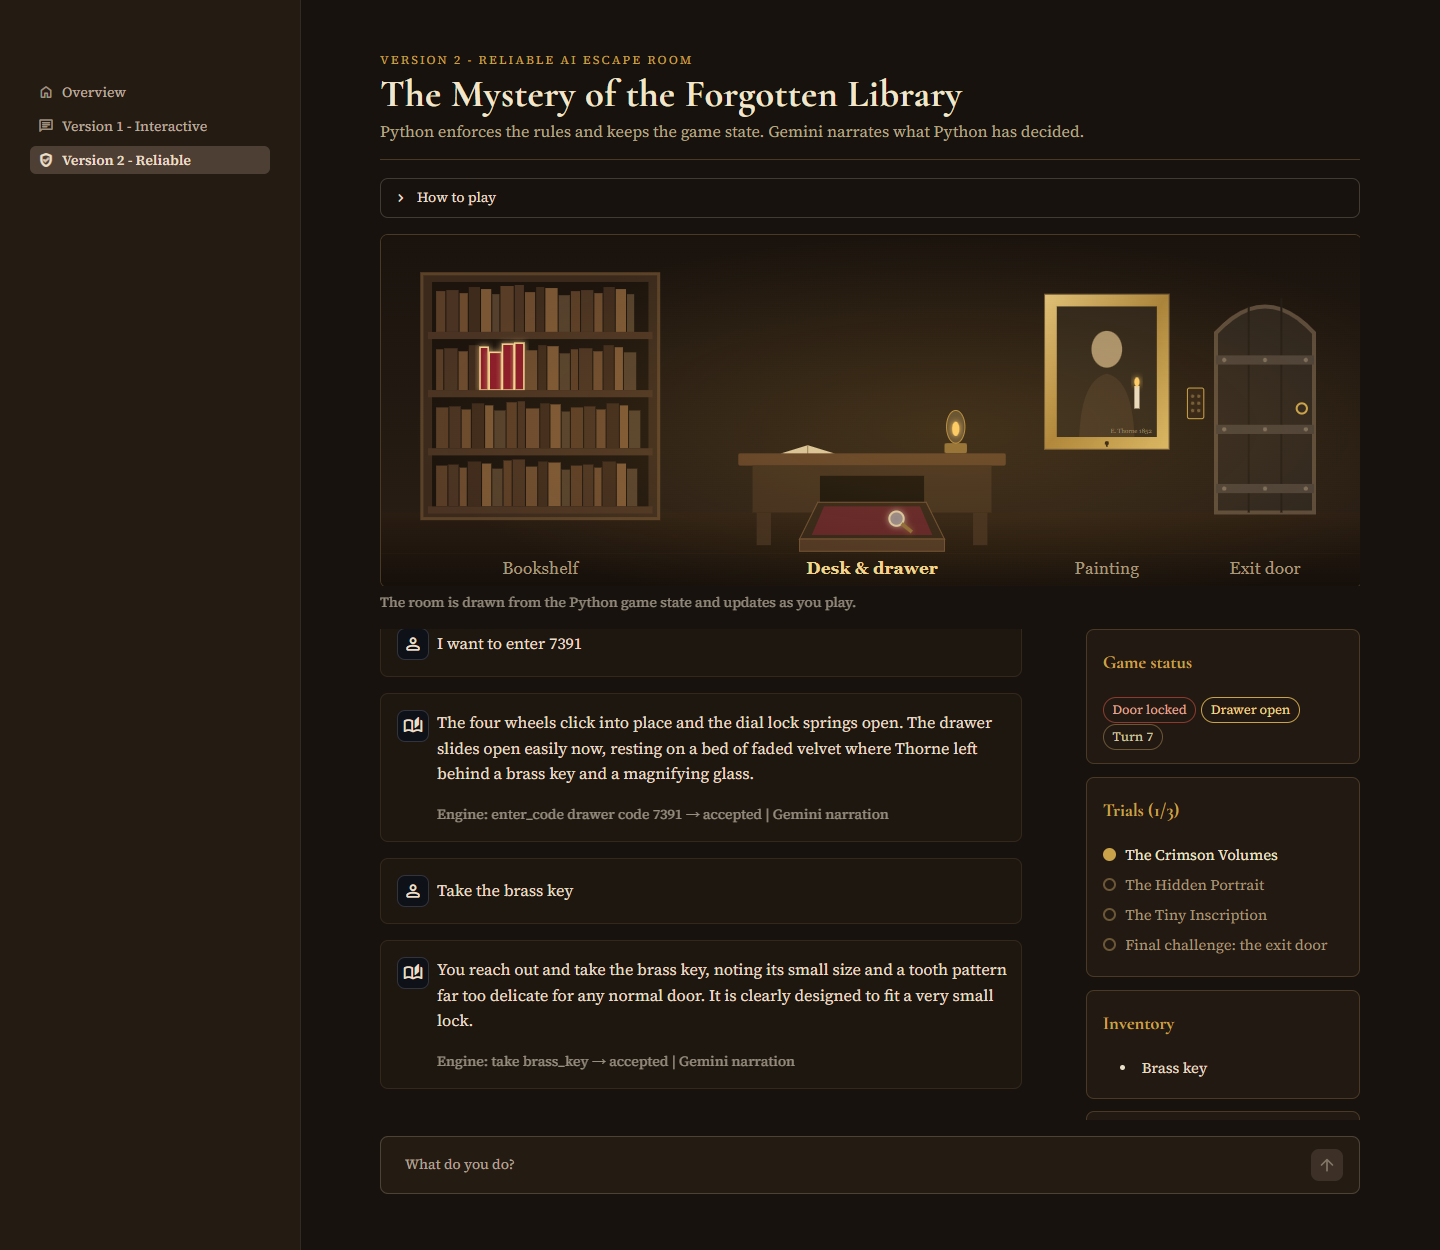 Overview
Version 1 - Interactive
Version 2 - Reliable
VERSION 2 - RELIABLE AI ESCAPE ROOM
The Mystery of the Forgotten Library
Python enforces the rules and keeps the game state. Gemini narrates what Python has decided.
How to play
E. Thorne 1852
Bookshelf
Desk & drawer
Painting
Exit door
The room is drawn from the Python game state and updates as you play.
I want to enter 7391
The four wheels click into place and the dial lock springs open. The drawer
slides open easily now, resting on a bed of faded velvet where Thorne left
behind a brass key and a magnifying glass.
Engine: enter_code drawer code 7391 → accepted | Gemini narration
Take the brass key
You reach out and take the brass key, noting its small size and a tooth pattern
far too delicate for any normal door. It is clearly designed to fit a very small
lock.
Engine: take brass_key → accepted | Gemini narration
Game status
Door locked
Drawer open
Turn 7
Trials (1/3)
The Crimson Volumes
The Hidden Portrait
The Tiny Inscription
Final challenge: the exit door
Inventory
• Brass key
What do you do?